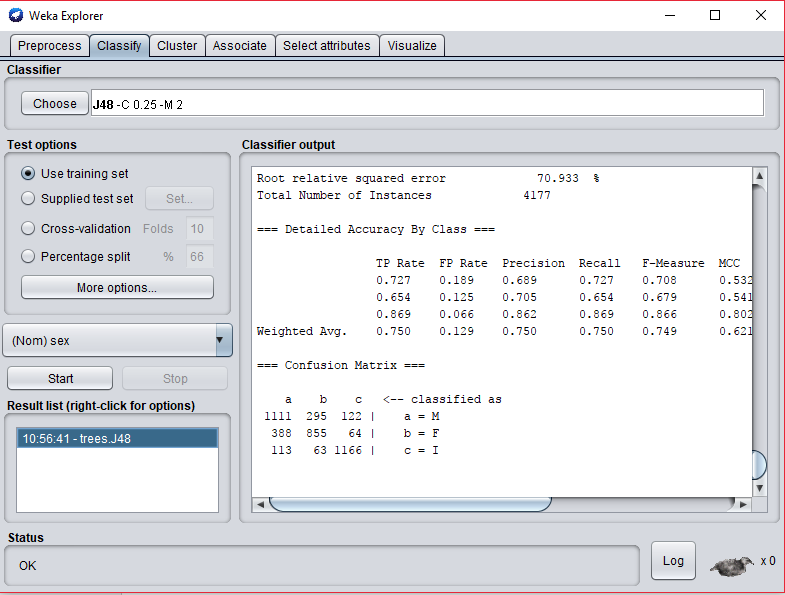 Weka Explorer
Preprocess Classify Cluster Associate Select attributes Visualize
Classifier
Choose J48 -C 0.25 -M 2
Test options
Use training set
Supplied test set Set...
Cross-validation Folds 10
Percentage split % 66
More options...
(Nom) sex
Start Stop
Result list (right-click for options)
10:56:41 - trees.J48
Classifier output
Root relative squared error 70.933 %
Total Number of Instances 4177
=== Detailed Accuracy By Class ===
TP Rate FP Rate Precision Recall F-Measure MCC
0.727 0.189 0.689 0.727 0.708 0.532
0.654 0.125 0.705 0.654 0.679 0.541
0.869 0.066 0.862 0.869 0.866 0.802
Weighted Avg. 0.750 0.129 0.750 0.750 0.749 0.621
=== Confusion Matrix ===
a b c <-- classified as
1111 295 122 | a = M
388 855 64 | b = F
113 63 1166 | c = I
Status
OK
Log x 0